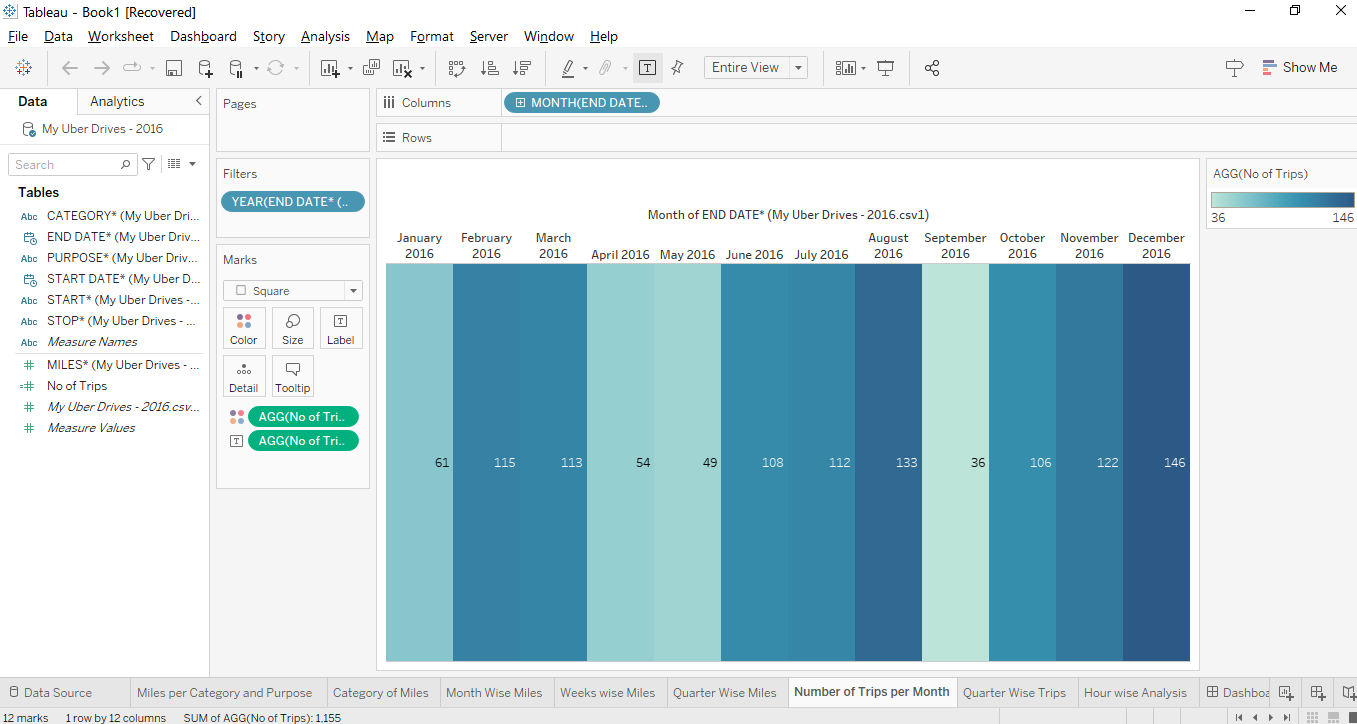 Tableau - Book1 [Recovered]
File Data Worksheet Dashboard Story Analysis Map Format Server Window Help
Entire View
Show Me
Data Analytics
My Uber Drives - 2016
Search
Tables
Abc CATEGORY* (My Uber Dri...
END DATE* (My Uber Driv...
Abc PURPOSE* (My Uber Driv...
START DATE* (My Uber D...
Abc START* (My Uber Drives -...
Abc STOP* (My Uber Drives - ...
Abc Measure Names
MILES* (My Uber Drives - ...
No of Trips
My Uber Drives - 2016.csv...
Measure Values
Pages
Filters
YEAR(END DATE* (..
Marks
Square
Color Size Label
Detail Tooltip
AGG(No of Tri..
AGG(No of Tri..
Columns MONTH(END DATE..
Rows
Month of END DATE* (My Uber Drives - 2016.csv1)
January 2016 February 2016 March 2016 April 2016 May 2016 June 2016 July 2016 August 2016 September 2016 October 2016 November 2016 December 2016
61 115 113 54 49 108 112 133 36 106 122 146
AGG(No of Trips)
36 146
Data Source Miles per Category and Purpose Category of Miles Month Wise Miles Weeks wise Miles Quarter Wise Miles Number of Trips per Month Quarter Wise Trips Hour wise Analysis Dashboa
12 marks 1 row by 12 columns SUM of AGG(No of Trips): 1,155